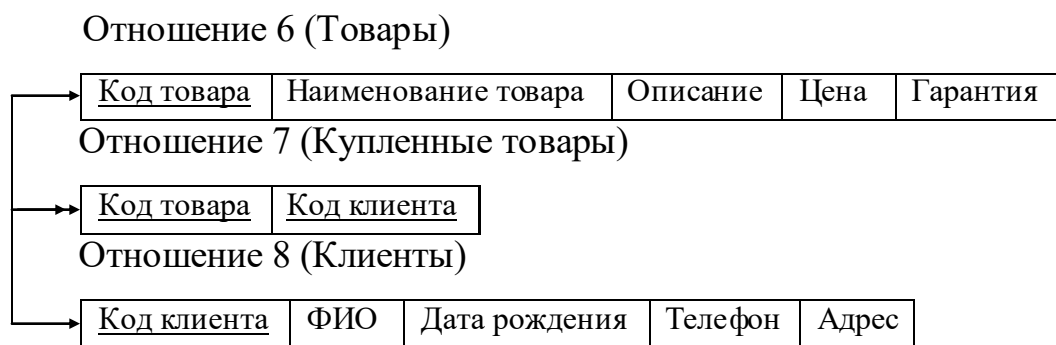 Отношение 6 (Товары)
Код товара Наименование товара Описание Цена Гарантия
Отношение 7 (Купленные товары)
Код товара Код клиента
Отношение 8 (Клиенты)
Код клиента ФИО Дата рождения Телефон Адрес